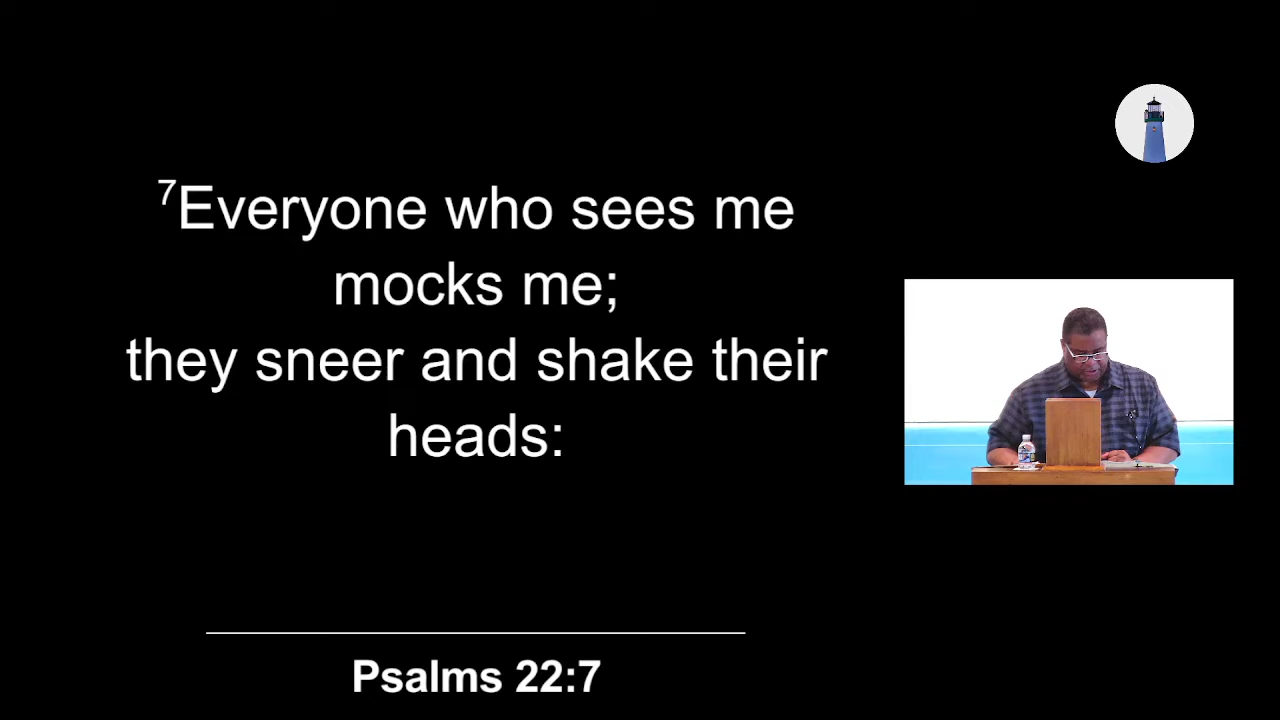 ⁷Everyone who sees me
mocks me;
they sneer and shake their
heads:
Psalms 22:7